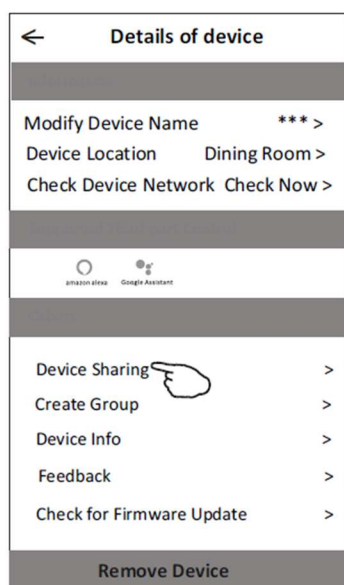 ← Details of device
Modify Device Name *** >
Device Location Dining Room >
Check Device Network Check Now >
amazon alexa Google Assistant
Device Sharing >
Create Group >
Device Info >
Feedback >
Check for Firmware Update >
Remove Device